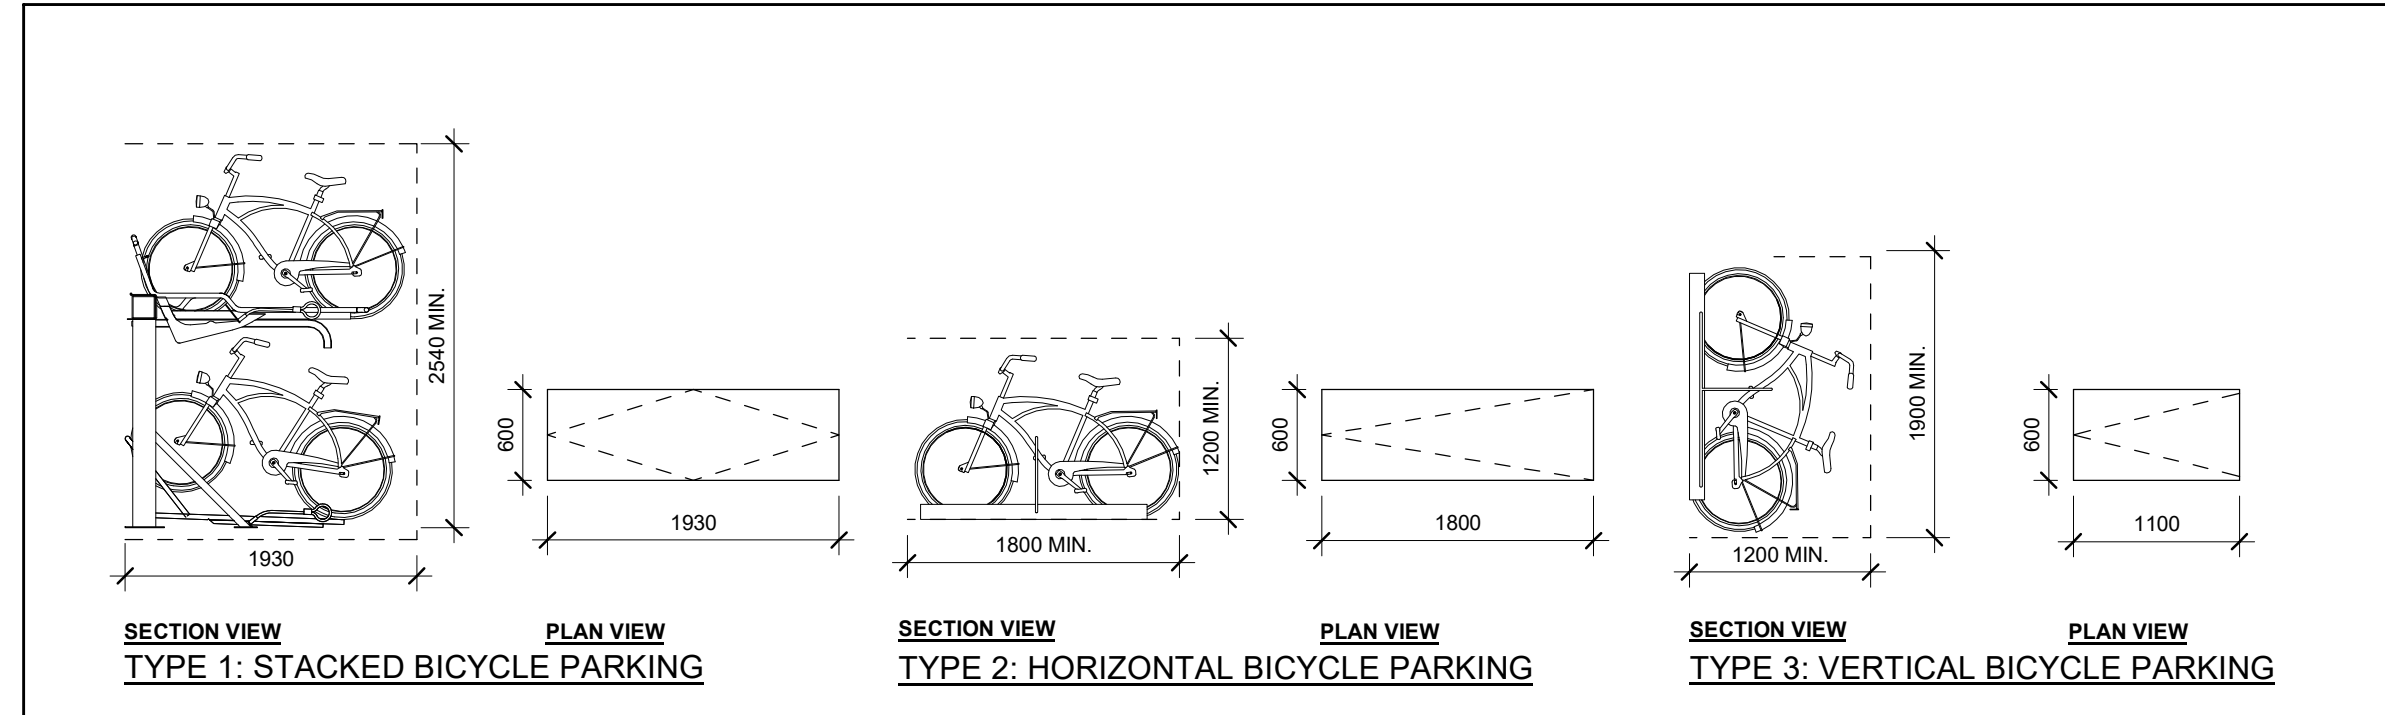 2540 MIN.
1930
600
1930
SECTION VIEW
PLAN VIEW
TYPE 1: STACKED BICYCLE PARKING
1200 MIN.
1800 MIN.
600
1800
SECTION VIEW
PLAN VIEW
TYPE 2: HORIZONTAL BICYCLE PARKING
1900 MIN.
1200 MIN.
600
1100
SECTION VIEW
PLAN VIEW
TYPE 3: VERTICAL BICYCLE PARKING